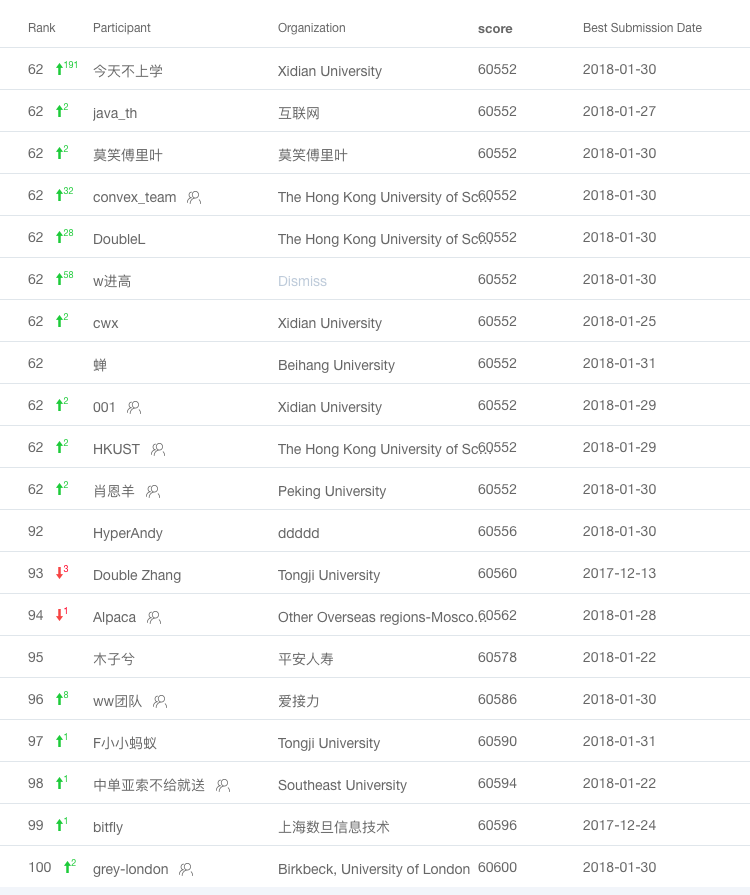 Rank Participant Organization score Best Submission Date
62 191 今天不上学 Xidian University 60552 2018-01-30
62 2 java_th 互联网 60552 2018-01-27
62 2 莫笑傅里叶 莫笑傅里叶 60552 2018-01-30
62 32 convex_team The Hong Kong University of Sc... 60552 2018-01-30
62 28 DoubleL The Hong Kong University of Sc... 60552 2018-01-30
62 58 w进高 Dismiss 60552 2018-01-30
62 2 cwx Xidian University 60552 2018-01-25
62 蝉 Beihang University 60552 2018-01-31
62 2 001 Xidian University 60552 2018-01-29
62 2 HKUST The Hong Kong University of Sc... 60552 2018-01-29
62 2 肖恩羊 Peking University 60552 2018-01-30
92 HyperAndy ddddd 60556 2018-01-30
93 3 Double Zhang Tongji University 60560 2017-12-13
94 1 Alpaca Other Overseas regions-Mosco... 60562 2018-01-28
95 木子兮 平安人寿 60578 2018-01-22
96 8 ww团队 爱接力 60586 2018-01-30
97 1 F小小蚂蚁 Tongji University 60590 2018-01-31
98 1 中单亚索不给就送 Southeast University 60594 2018-01-22
99 1 bitfly 上海数旦信息技术 60596 2017-12-24
100 2 grey-london Birkbeck, University of London 60600 2018-01-30